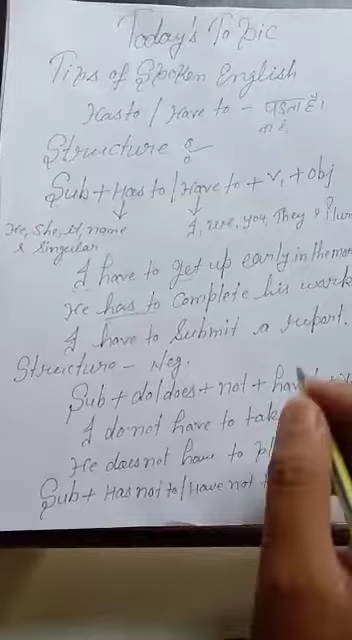 Today's Topic
Tips of Spoken English
Has to / Have to - पड़ता है।
ता है,
Structure :-
Sub + Has to / Have to + V, + obj
He, She, it, name & Singular
I, we, you, They &
I have to get up early in the
He has to complete his work
I have to Submit a report.
Structure - Neg.
Sub + do/does + not + have
I do not have to
He does not have to
Sub + Has not to / Have not